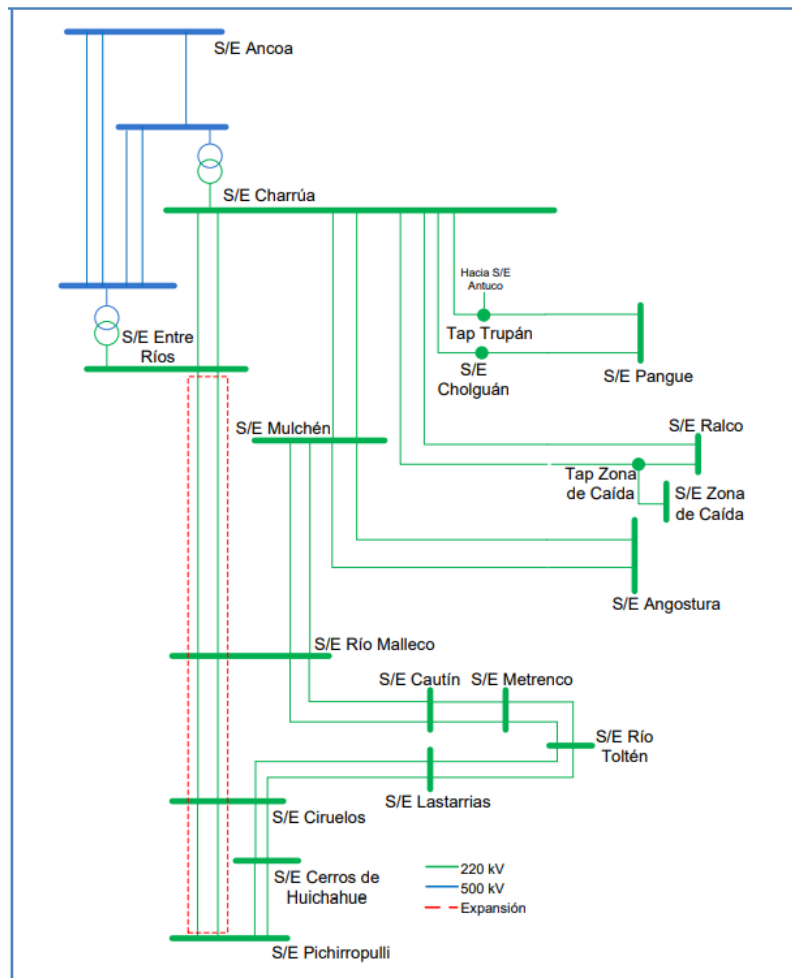 S/E Ancoa
S/E Charrúa
Hacia S/E
Antuco
Tap Trupán
S/E
Cholguán
S/E Pangue
S/E Entre
Ríos
S/E Mulchén
S/E Ralco
Tap Zona
de Caída
S/E Zona
de Caída
S/E Angostura
S/E Río Malleco
S/E Cautín
S/E Metrenco
S/E Río
Toltén
S/E Lastarrias
S/E Ciruelos
S/E Cerros de
Huichahue
220 kV
500 kV
Expansión
S/E Pichirropulli